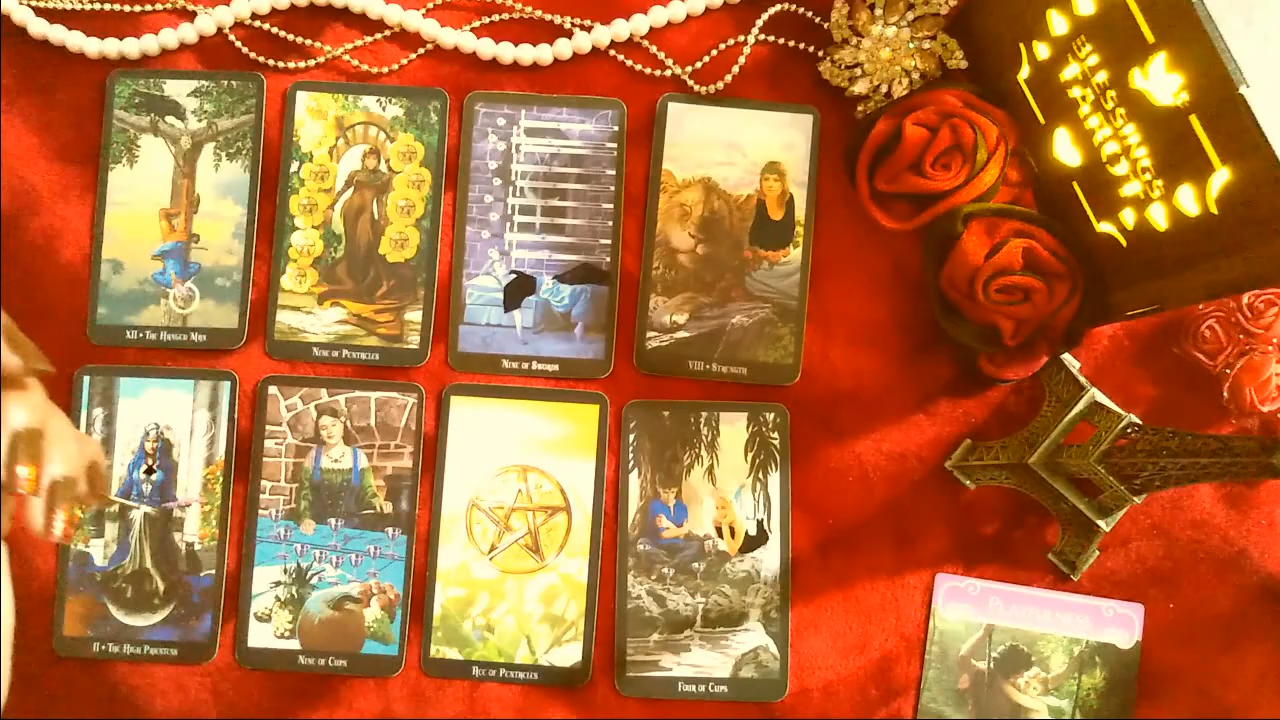 BLESSINGS
TAROT
XII • The Hanged Man
Nine of Pentacles
Nine of Swords
VIII • Strength
II • The High Priestess
Nine of Cups
Ace of Pentacles
Four of Cups
Playfulness